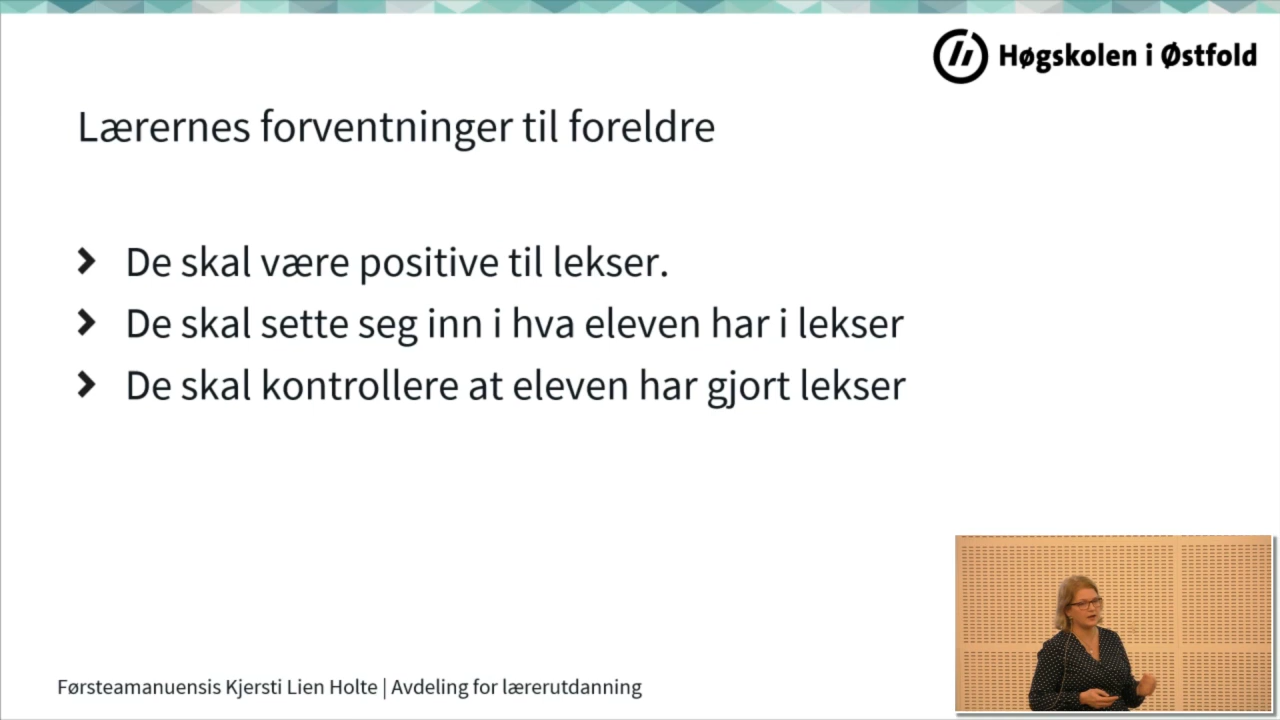 Høgskolen i Østfold
Lærernes forventninger til foreldre
De skal være positive til lekser.
De skal sette seg inn i hva eleven har i lekser
De skal kontrollere at eleven har gjort lekser
Førsteamanuensis Kjersti Lien Holte | Avdeling for lærerutdanning